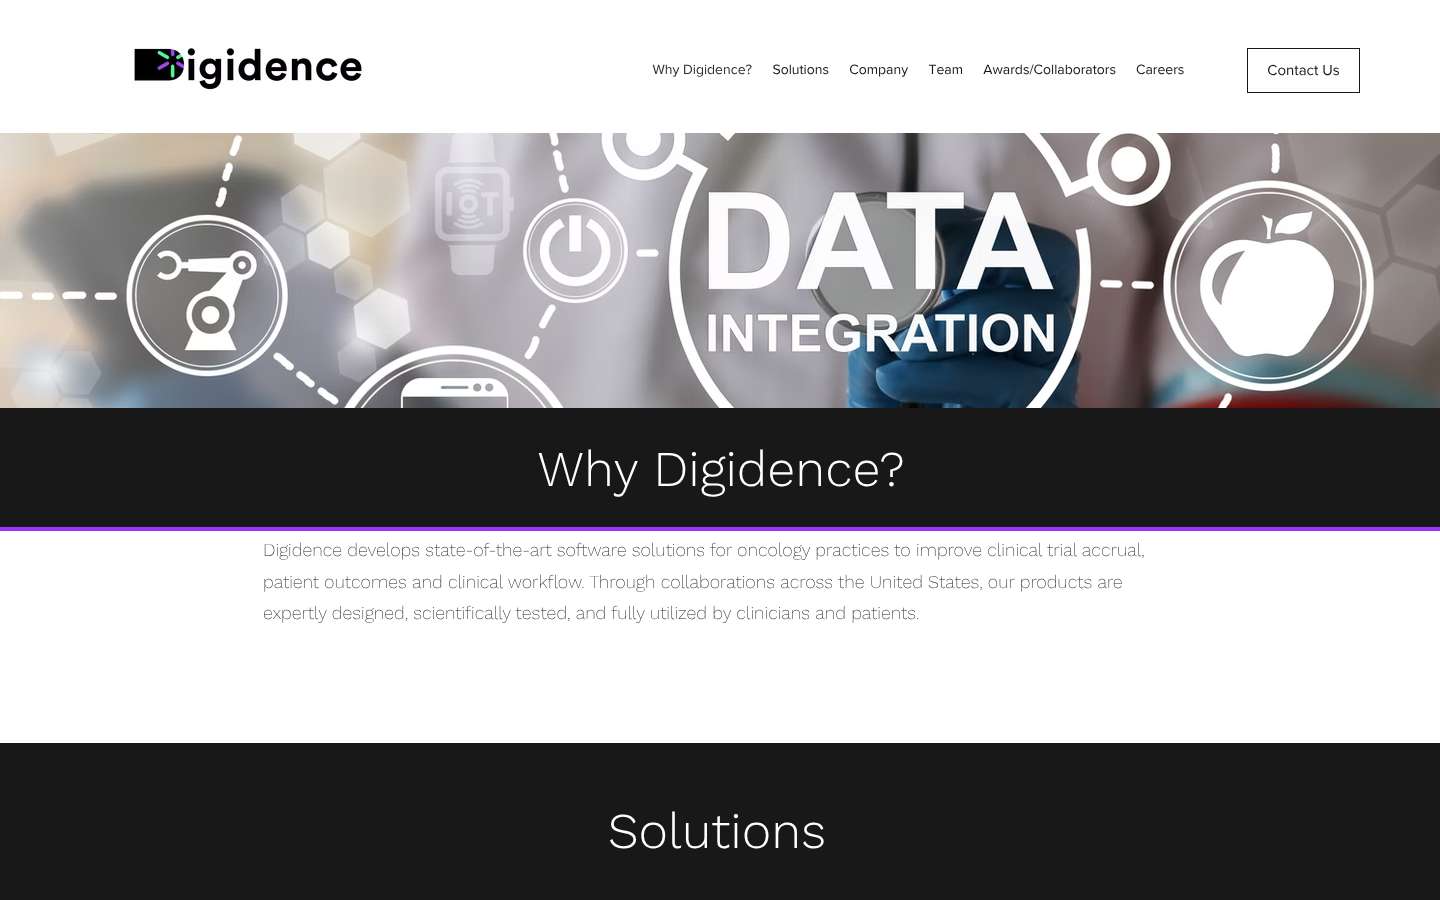 Digidence
Why Digidence? Solutions Company Team Awards/Collaborators Careers Contact Us
IoT
DATA
INTEGRATION
Why Digidence?
Digidence develops state-of-the-art software solutions for oncology practices to improve clinical trial accrual,
patient outcomes and clinical workflow. Through collaborations across the United States, our products are
expertly designed, scientifically tested, and fully utilized by clinicians and patients.
Solutions